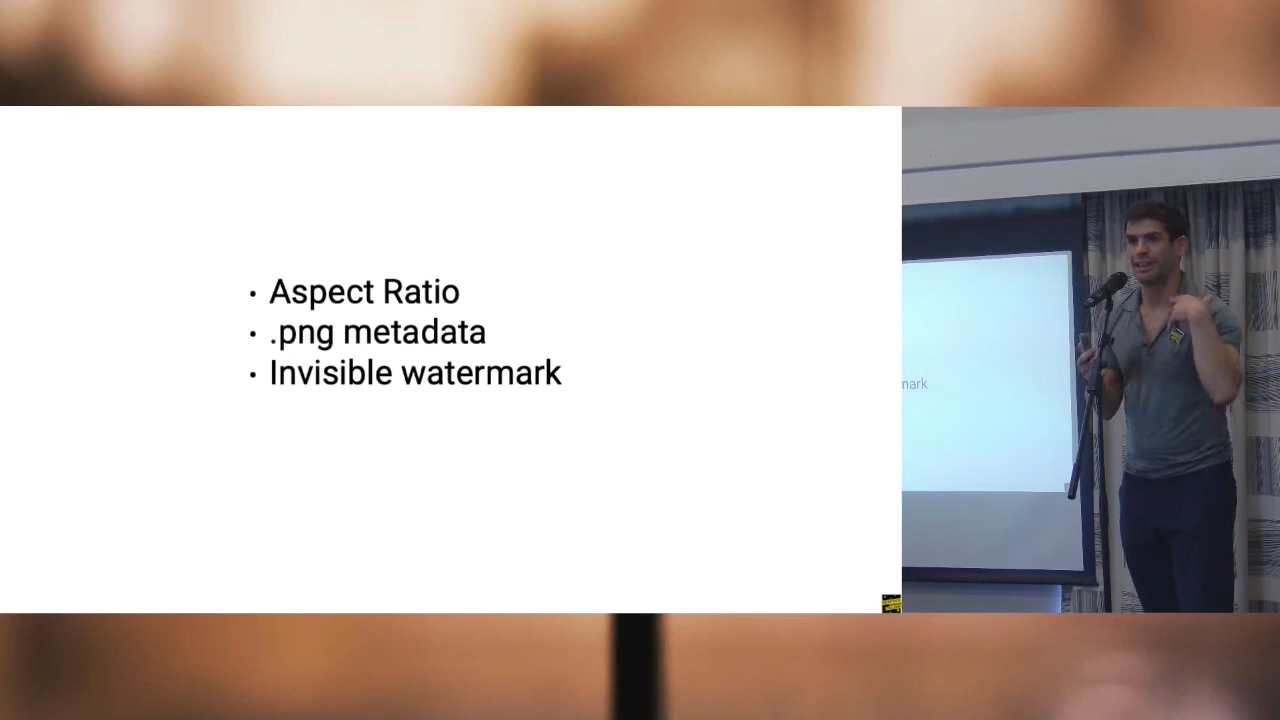 • Aspect Ratio
• .png metadata
• Invisible watermark
mark